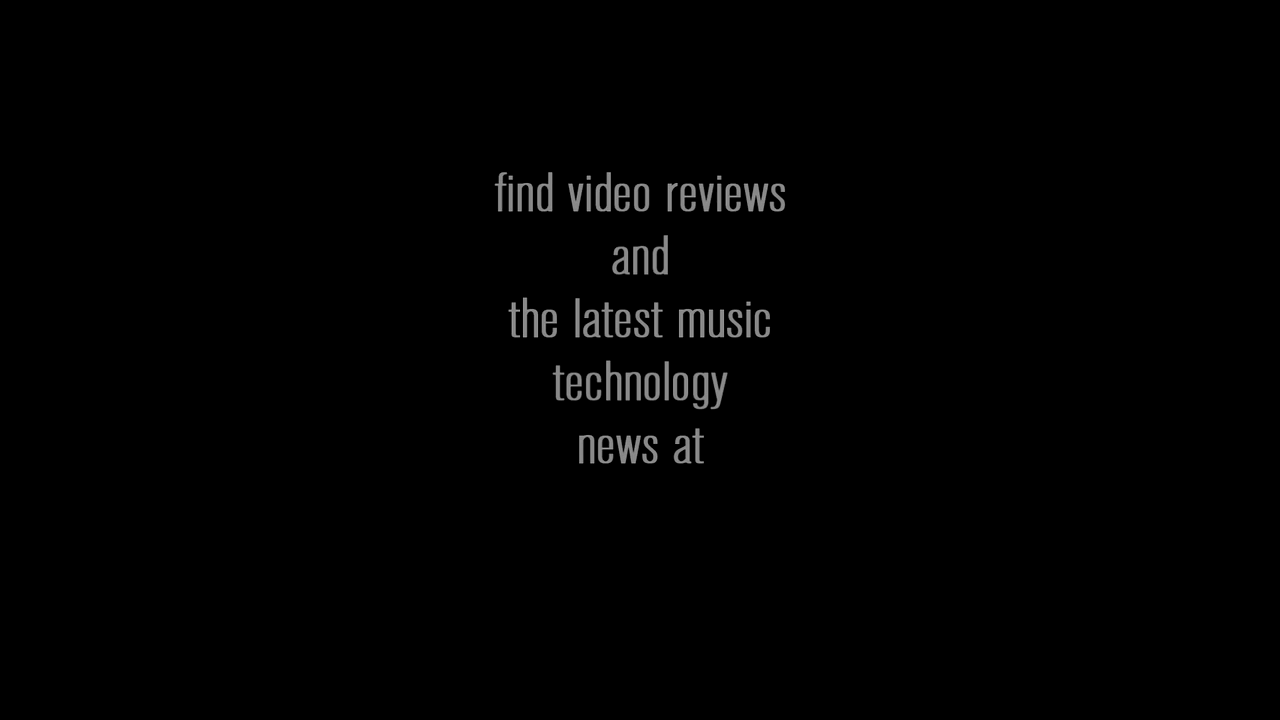 find video reviews
and
the latest music
technology
news at